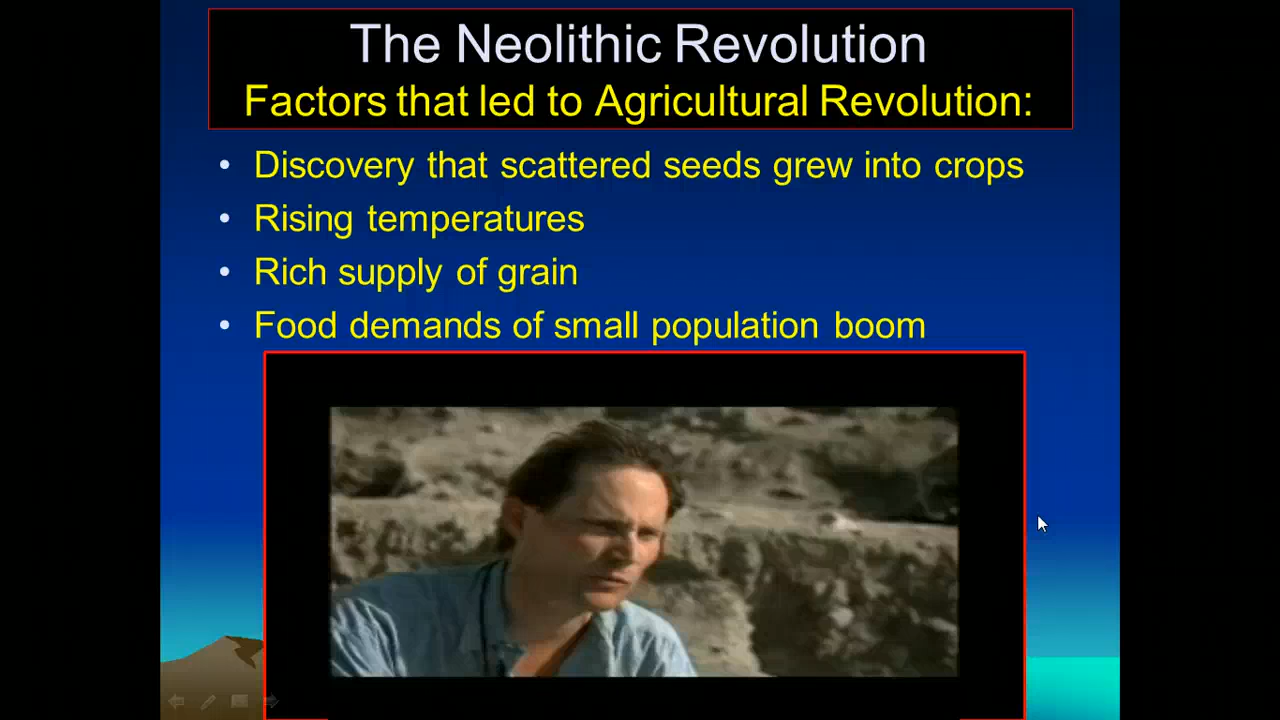 The Neolithic Revolution
Factors that led to Agricultural Revolution:
• Discovery that scattered seeds grew into crops
• Rising temperatures
• Rich supply of grain
• Food demands of small population boom